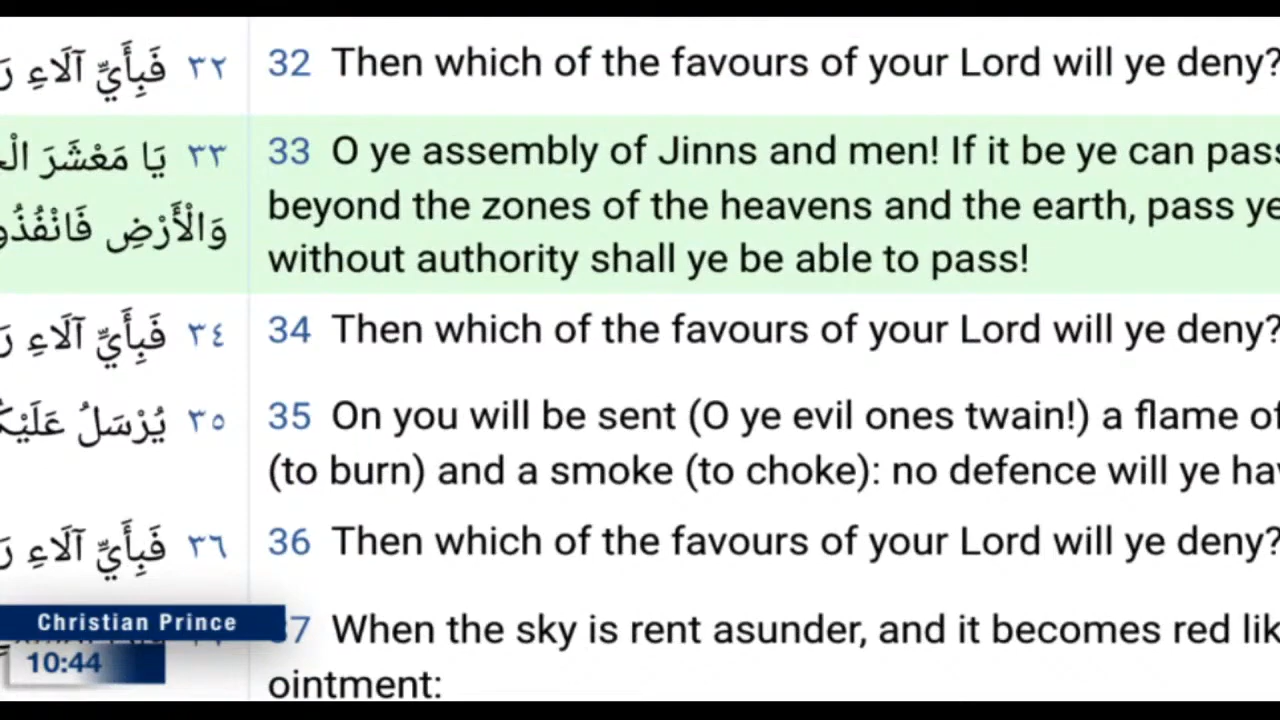 ٣٢ فَبِأَيِّ آلَاءِ
32 Then which of the favours of your Lord will ye deny?
٣٣ يَا مَعْشَرَ
33 O ye assembly of Jinns and men! If it be ye can pass
وَالْأَرْضِ فَانْفُذُو
beyond the zones of the heavens and the earth, pass ye
without authority shall ye be able to pass!
٣٤ فَبِأَيِّ آلَاءِ
34 Then which of the favours of your Lord will ye deny?
٣٥ يُرْسَلُ عَلَيْكُ
35 On you will be sent (O ye evil ones twain!) a flame of
(to burn) and a smoke (to choke): no defence will ye hav
٣٦ فَبِأَيِّ آلَاءِ
36 Then which of the favours of your Lord will ye deny?
37 When the sky is rent asunder, and it becomes red lik
ointment:
Christian Prince
10:44